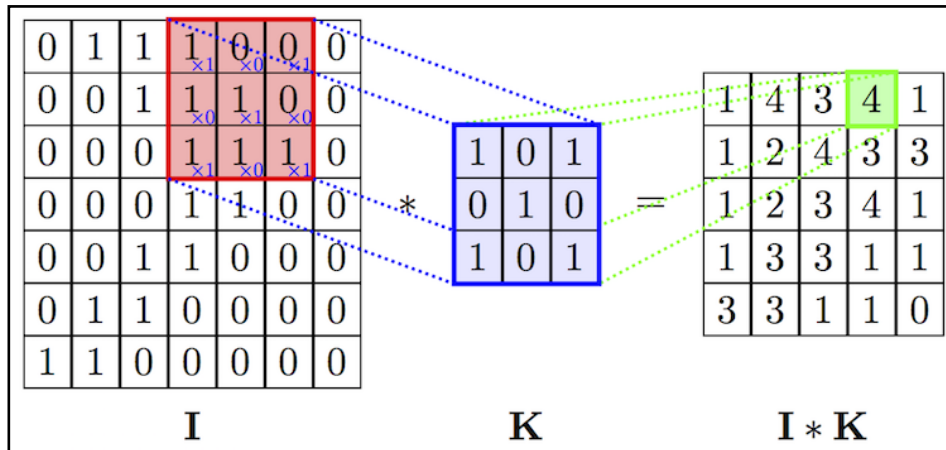 0 1 1 1×1 0×0 0×1 0
0 0 1 1×0 1×1 0×0 0
0 0 0 1×1 1×0 1×1 0
0 0 0 1 1 0 0
0 0 1 1 0 0 0
0 1 1 0 0 0 0
1 1 0 0 0 0 0
I
*
1 0 1
0 1 0
1 0 1
K
=
1 4 3 4 1
1 2 4 3 3
1 2 3 4 1
1 3 3 1 1
3 3 1 1 0
I * K